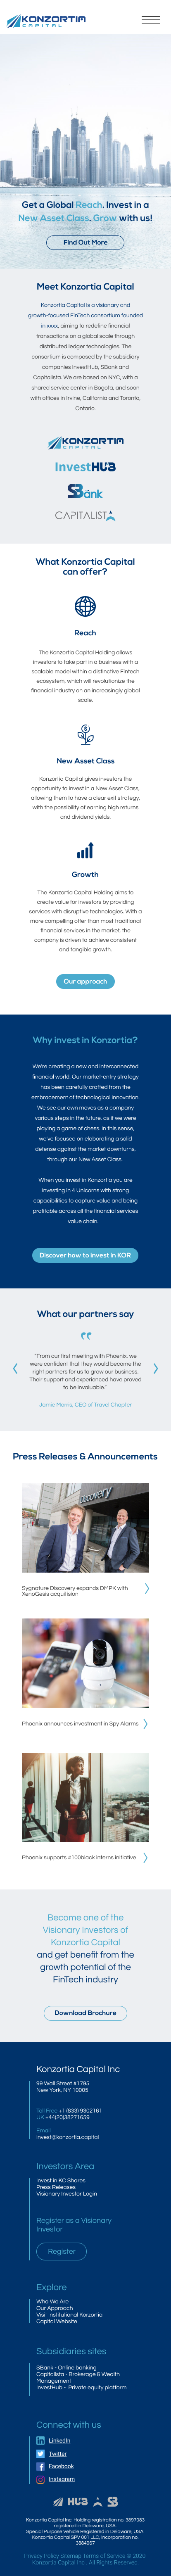 KONZORTIA
CAPITAL
Get a Global Reach. Invest in a
New Asset Class. Grow with us!
Find Out More
Meet Konzortia Capital
Konzortia Capital is a visionary and
growth-focused FinTech consortium founded
in xxxx, aiming to redefine financial
transactions on a global scale through
distributed ledger technologies. The
consortium is comprised by the subsidiary
companies InvestHub, SBank and
Capitalista. We are based on NYC, with a
shared service center in Bogota, and soon
with offices in Irvine, California and Toronto,
Ontario.
KONZORTIA
CAPITAL
InvestHUB
SBänk
CAPITALISTA
What Konzortia Capital
can offer?
Reach
The Konzortia Capital Holding allows
investors to take part in a business with a
scalable model within a distinctive Fintech
ecosystem, which will revolutionize the
financial industry on an increasingly global
scale.
New Asset Class
Konzortia Capital gives investors the
opportunity to invest in a New Asset Class,
allowing them to have a clear exit strategy,
with the possibility of earning high returns
and dividend yields.
Growth
The Konzortia Capital Holding aims to
create value for investors by providing
services with disruptive technologies. With a
more compelling offer than most traditional
financial services in the market, the
company is driven to achieve consistent
and tangible growth.
Our approach
Why invest in Konzortia?
We're creating a new and interconnected
financial world. Our market-entry strategy
has been carefully crafted from the
embracement of technological innovation.
We see our own moves as a company
various steps in the future, as if we were
playing a game of chess. In this sense,
we've focused on elaborating a solid
defense against the market downturns,
through our New Asset Class.
When you invest in Konzortia you are
investing in 4 Unicorns with strong
capabilities to capture value and being
profitable across all the financial services
value chain.
Discover how to invest in KOR
What our partners say
"From our first meeting with Phoenix, we
were confident that they would become the
right partners for us to grow our business.
Their support and experienced have proved
to be invaluable."
Jamie Morris, CEO of Travel Chapter
Press Releases & Announcements
Discovery
Sygnature Discovery expands DMPK with
XenoGesis acquitision
Phoenix announces investment in Spy Alarms
Phoenix supports #100black interns initiative
Become one of the
Visionary Investors of
Konzortia Capital
and get benefit from the
growth potential of the
FinTech industry
Download Brochure
Konzortia Capital Inc
99 Wall Street #1795
New York, NY 10005
Toll Free +1 (833) 9302161
UK +44(20)38271659
Email
invest@konzortia.capital
Investors Area
Invest in KC Shares
Press Releases
Visionary Investor Login
Register as a Visionary
Investor
Register
Explore
Who We Are
Our Approach
Visit Institutional Korzortia
Capital Website
Subsidiaries sites
SBank - Online banking
Capitalista - Brokerage & Wealth
Management
InvestHub - Private equity platform
Connect with us
LinkedIn
Twitter
Facebook
Instagram
HUB
Konzortia Capital Inc. Holding registration no. 3897083
registered in Delaware, USA.
Special Purpose Vehicle Registered in Delaware, USA.
Konzortia Capital SPV 001 LLC, Incorporation no.
3884967
Privacy Policy Sitemap Terms of Service © 2020
Konzortia Capital Inc . All Rights Reserved